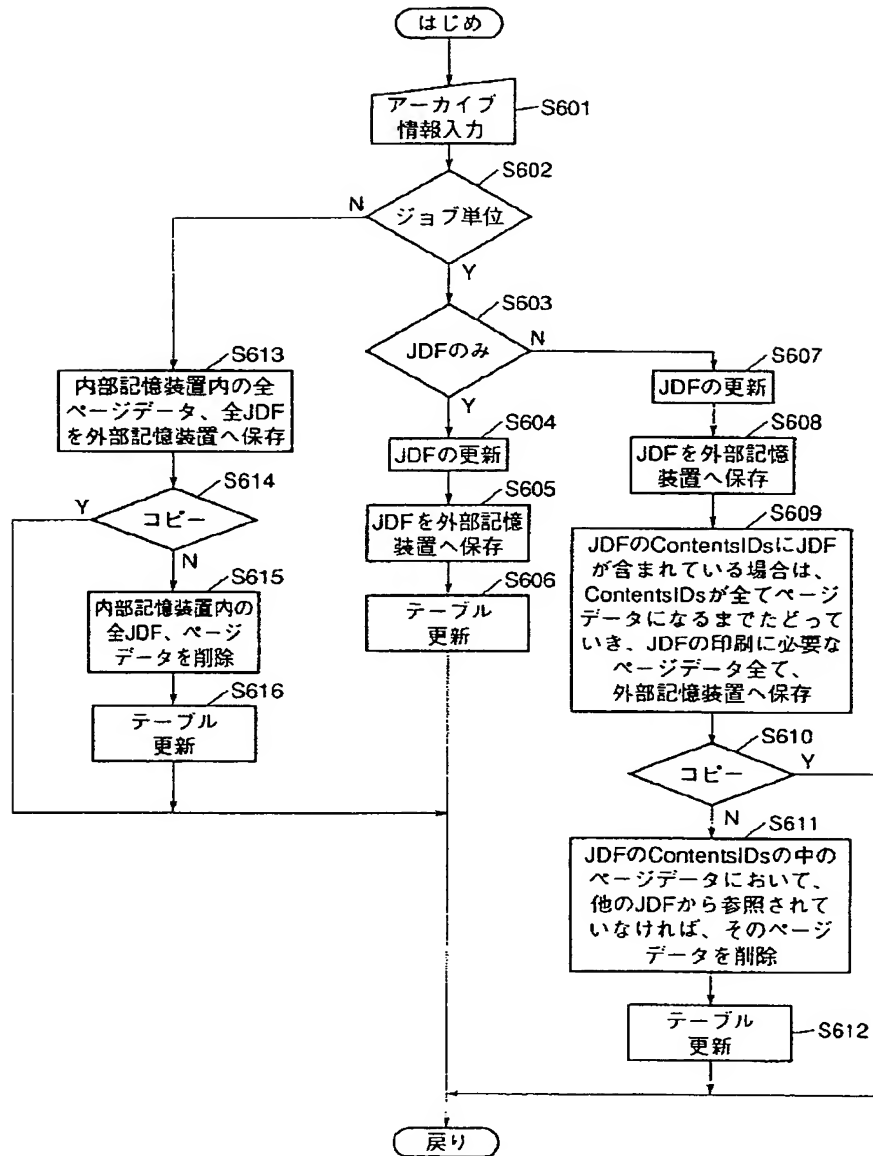 はじめ
アーカイブ
情報入力
S601
S602
ジョブ単位
N
Y
S603
JDFのみ
N
Y
S613
内部記憶装置内の全
ページデータ、全JDF
を外部記憶装置へ保存
S614
コピー
Y
N
S615
内部記憶装置内の
全JDF、ページ
データを削除
S616
テーブル
更新
S604
JDFの更新
S605
JDFを外部記憶
装置へ保存
S606
テーブル
更新
S607
JDFの更新
S608
JDFを外部記憶
装置へ保存
S609
JDFのContentsIDsにJDF
が含まれている場合は、
ContentsIDsが全てページ
データになるまでたどって
いき、JDFの印刷に必要な
ページデータ全て、
外部記憶装置へ保存
S610
コピー
Y
N
S611
JDFのContentsIDsの中の
ページデータにおいて、
他のJDFから参照されて
いなければ、そのページ
データを削除
テーブル
更新
S612
戻り